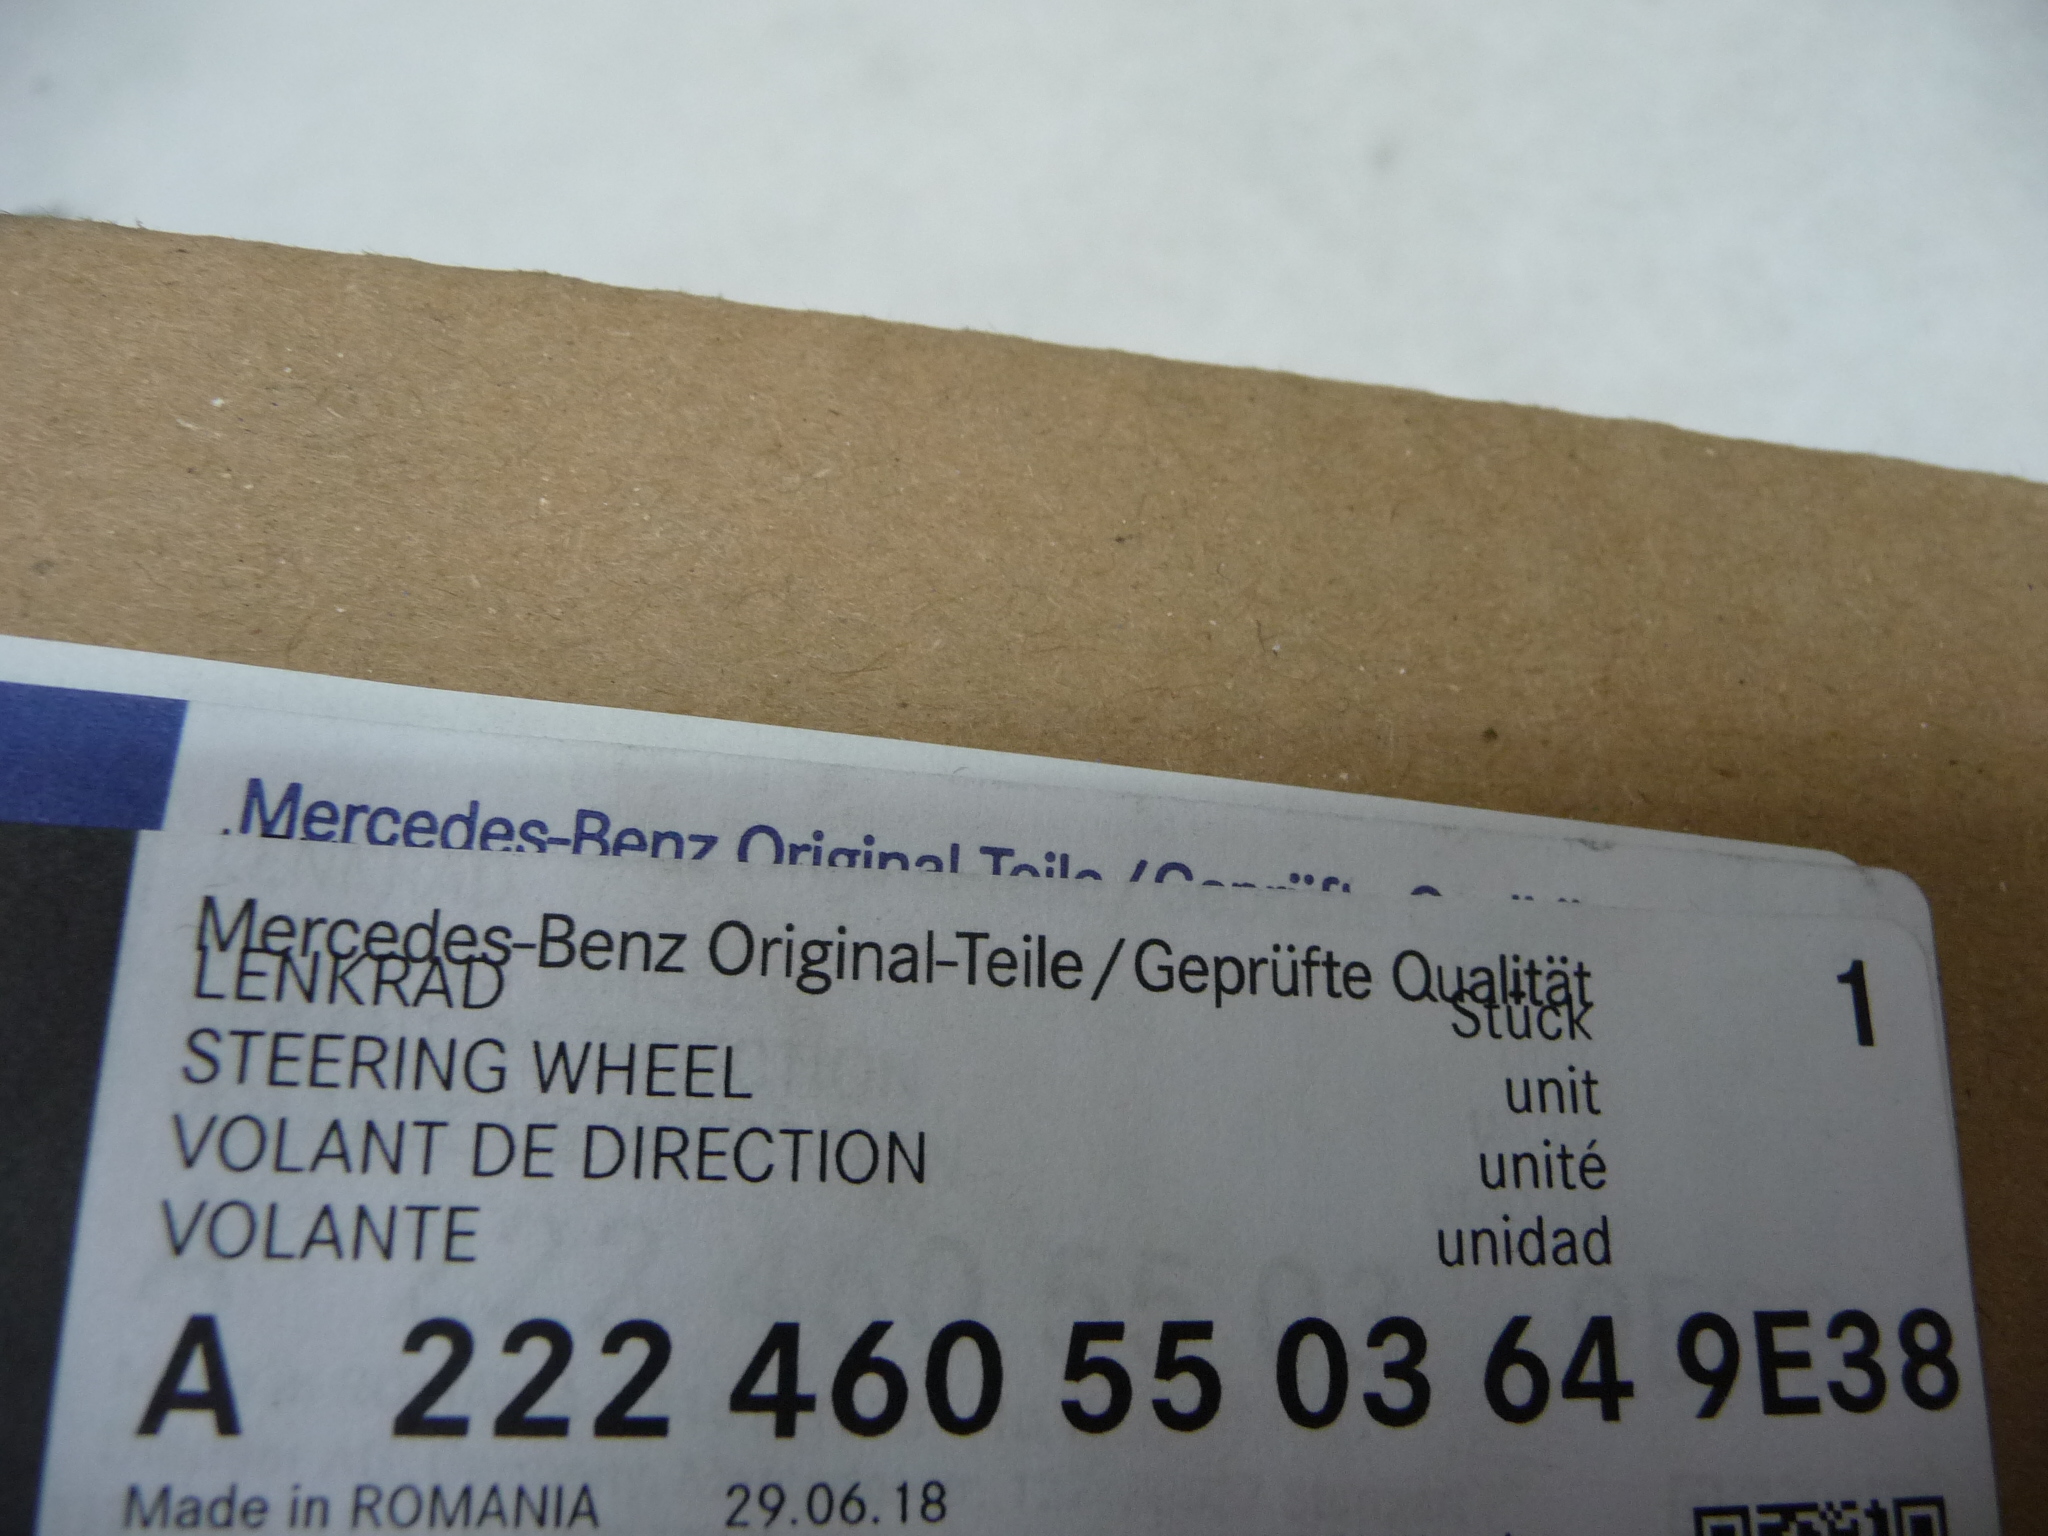 Mercedes-Benz Original-Teile / Geprüfte Qualität
Mercedes-Benz Original-Teile / Geprüfte Qualität
LENKRAD Stück 1
STEERING WHEEL unit
VOLANT DE DIRECTION unité
VOLANTE unidad
A 222 460 55 03 64 9E38
Made in ROMANIA 29.06.18